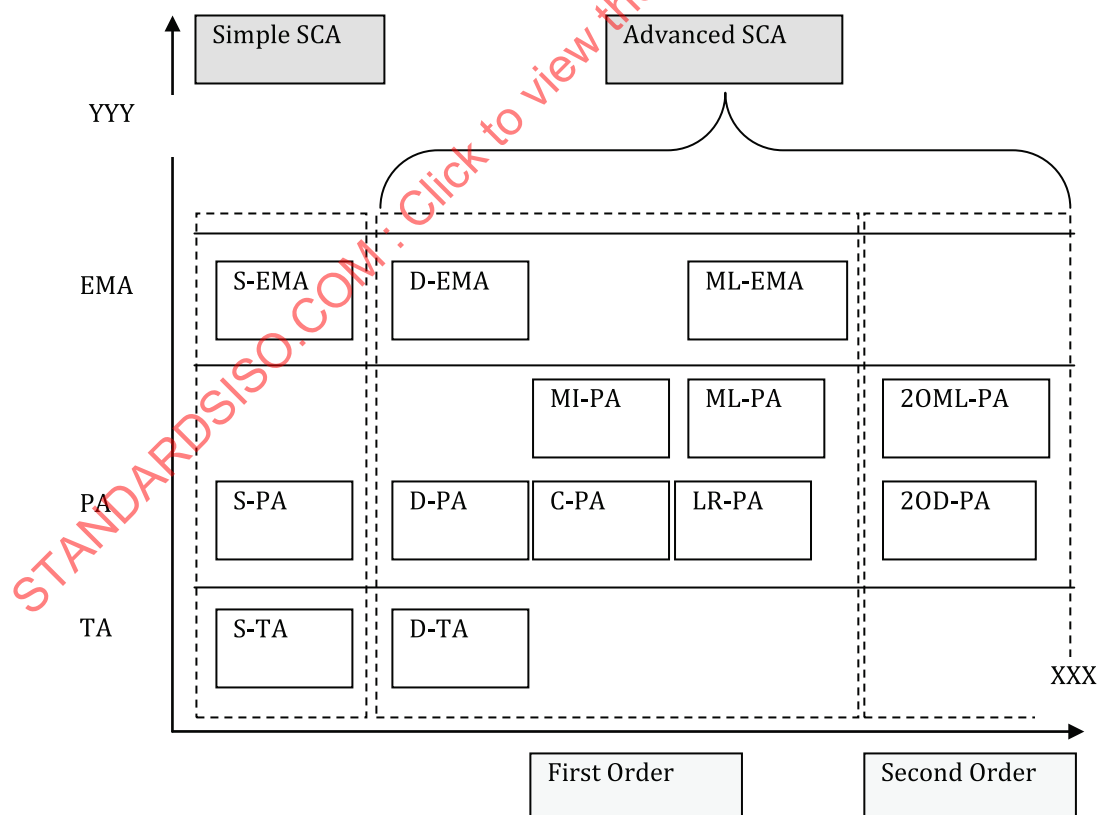 Simple SCA
Advanced SCA
YYY
EMA
S-EMA
D-EMA
ML-EMA
MI-PA
ML-PA
2OML-PA
PA
S-PA
D-PA
C-PA
LR-PA
2OD-PA
TA
S-TA
D-TA
XXX
First Order
Second Order
STANDARDSISO.COM : Click to view